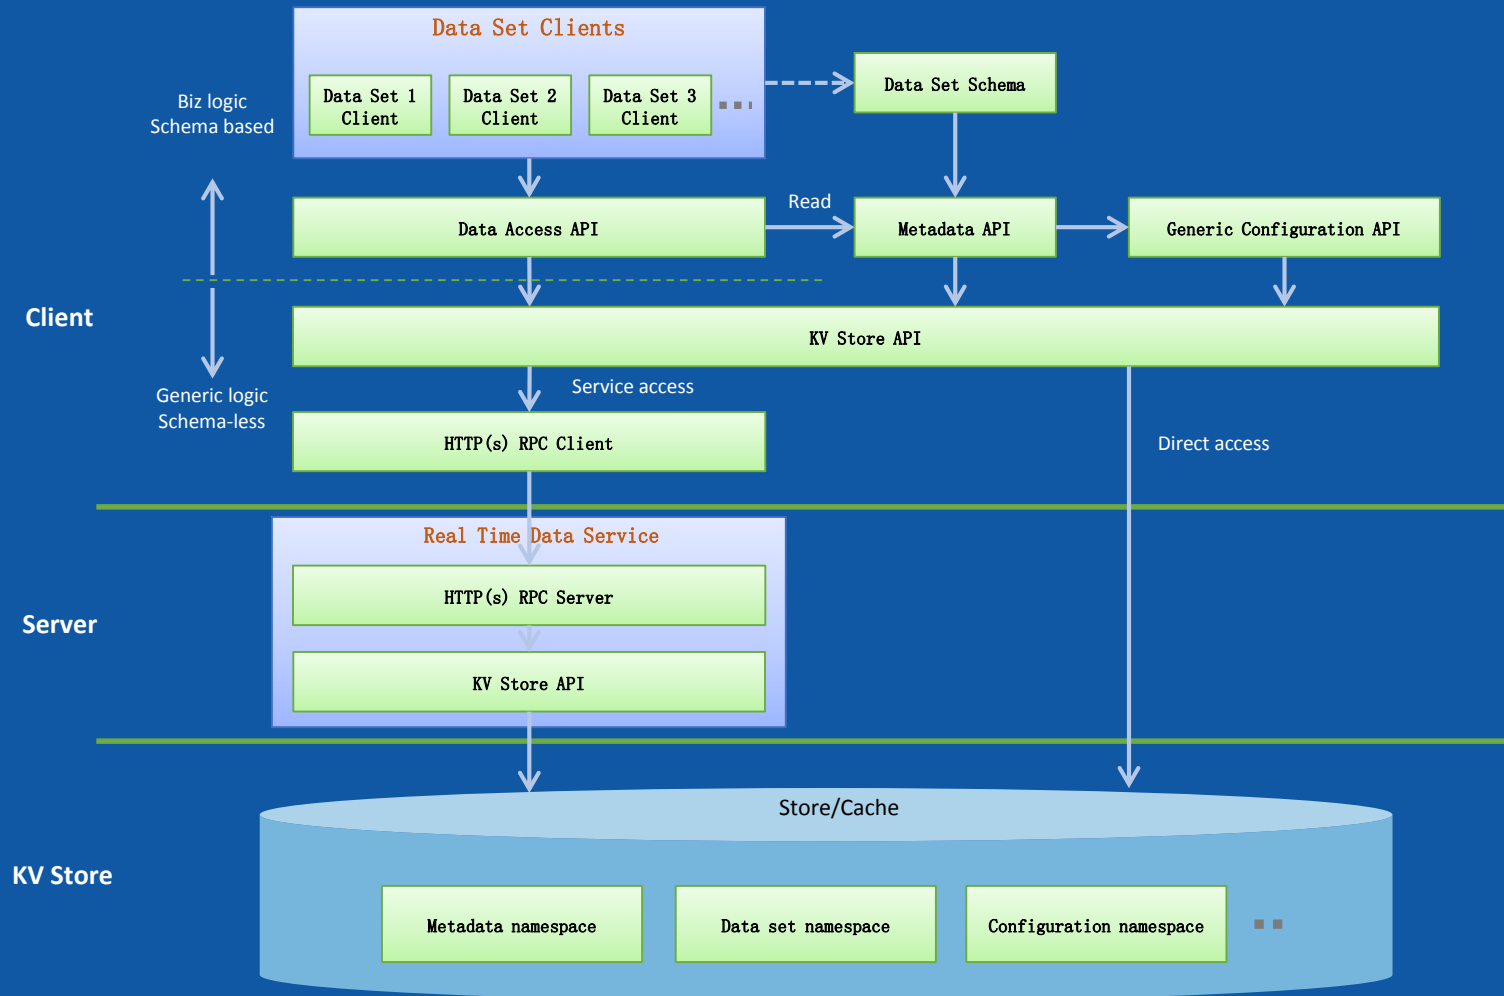 Data Set Clients
Data Set 1
Client
Data Set 2
Client
Data Set 3
Client
Data Set Schema
Biz logic
Schema based
Data Access API
Read
Metadata API
Generic Configuration API
Client
KV Store API
Generic logic
Schema-less
Service access
HTTP(s) RPC Client
Direct access
Real Time Data Service
HTTP(s) RPC Server
Server
KV Store API
Store/Cache
KV Store
Metadata namespace
Data set namespace
Configuration namespace